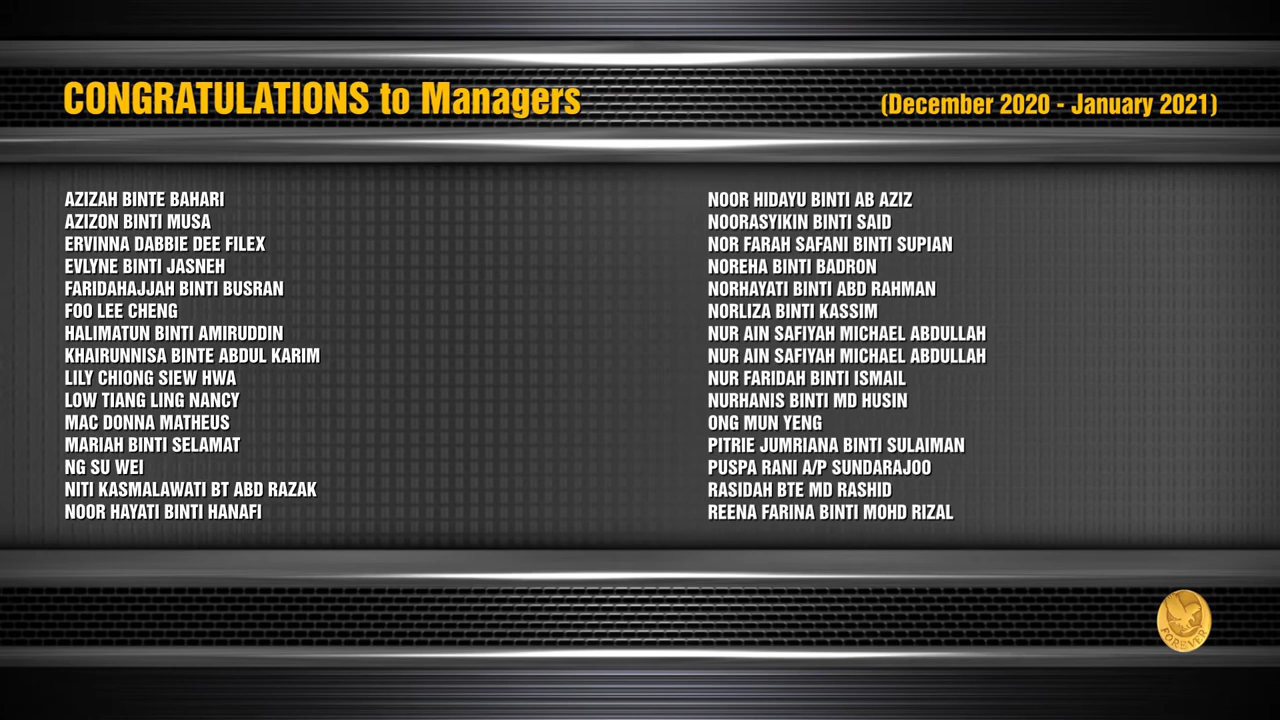 CONGRATULATIONS to Managers
(December 2020 - January 2021)
AZIZAH BINTE BAHARI
AZIZON BINTI MUSA
ERVINNA DABBIE DEE FILEX
EVLYNE BINTI JASNEH
FARIDAHAJJAH BINTI BUSRAN
FOO LEE CHENG
HALIMATUN BINTI AMIRUDDIN
KHAIRUNNISA BINTE ABDUL KARIM
LILY CHIONG SIEW HWA
LOW TIANG LING NANCY
MAC DONNA MATHEUS
MARIAH BINTI SELAMAT
NG SU WEI
NITI KASMALAWATI BT ABD RAZAK
NOOR HAYATI BINTI HANAFI
NOOR HIDAYU BINTI AB AZIZ
NOORASYIKIN BINTI SAID
NOR FARAH SAFANI BINTI SUPIAN
NOREHA BINTI BADRON
NORHAYATI BINTI ABD RAHMAN
NORLIZA BINTI KASSIM
NUR AIN SAFIYAH MICHAEL ABDULLAH
NUR AIN SAFIYAH MICHAEL ABDULLAH
NUR FARIDAH BINTI ISMAIL
NURHANIS BINTI MD HUSIN
ONG MUN YENG
PITRIE JUMRIANA BINTI SULAIMAN
PUSPA RANI A/P SUNDARAJOO
RASIDAH BTE MD RASHID
REENA FARINA BINTI MOHD RIZAL
FOREVER